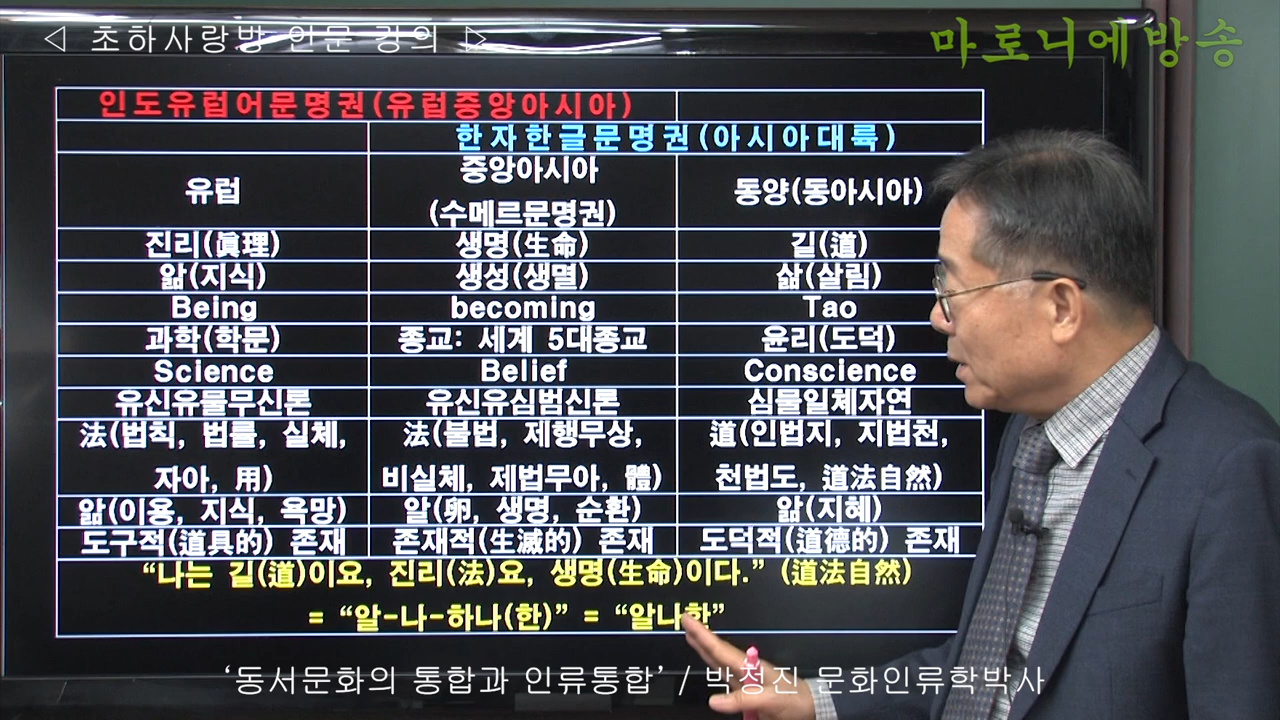 ◁ 초하사랑방 인문 강의 ▷
마로니에방송
인도유럽어문명권(유럽중앙아시아)
한자한글문명권(아시아대륙)
유럽 중앙아시아 (수메르문명권) 동양(동아시아)
진리(眞理) 생명(生命) 길(道)
앎(지식) 생성(생멸) 삶(살림)
Being becoming Tao
과학(학문) 종교: 세계 5대종교 윤리(도덕)
Science Belief Conscience
유신유물무신론 유신유심범신론 심물일체자연
法(법칙, 법률, 실체, 자아, 用) 法(불법, 제행무상, 비실체, 제법무아, 體) 道(인법지, 지법천, 천법도, 道法自然)
앎(이용, 지식, 욕망) 알(卵, 생명, 순환) 앎(지혜)
도구적(道具的) 존재 존재적(生滅的) 존재 도덕적(道德的) 존재
“나는 길(道)이요, 진리(法)요, 생명(生命)이다.” (道法自然)
= “알-나-하나(한)” = “알나한”
‘동서문화의 통합과 인류통합’ / 박정진 문화인류학박사